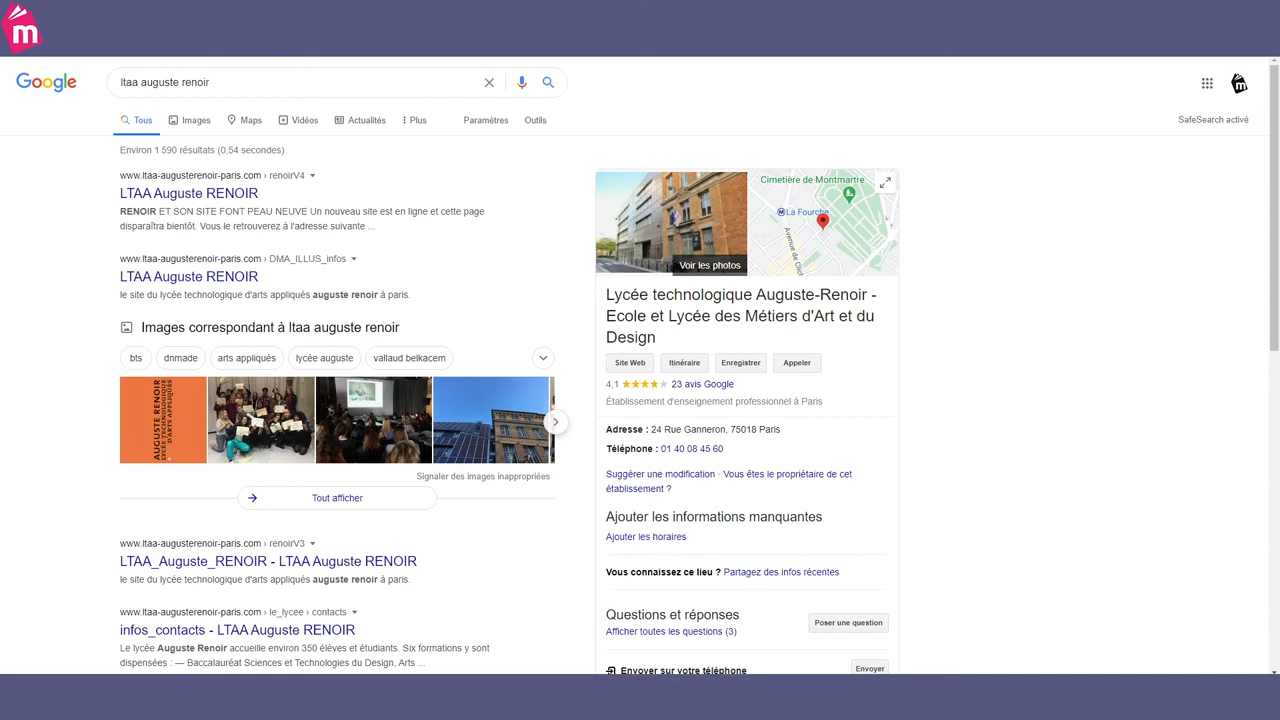 m
Google
ltaa auguste renoir
m
Tous Images Maps Vidéos Actualités Plus Paramètres Outils
SafeSearch activé
Environ 1 590 résultats (0,54 secondes)
www.ltaa-augusterenoir-paris.com › renoirV4
LTAA Auguste RENOIR
RENOIR ET SON SITE FONT PEAU NEUVE Un nouveau site est en ligne et cette page
disparaîtra bientôt. Vous le retrouverez à l'adresse suivante ...
www.ltaa-augusterenoir-paris.com › DMA_ILLUS_infos
LTAA Auguste RENOIR
le site du lycée technologique d'arts appliqués auguste renoir à paris.
Images correspondant à ltaa auguste renoir
bts dnmade arts appliqués lycée auguste vallaud belkacem
AUGUSTE RENOIR
LYCÉE TECHNOLOGIQUE
D'ARTS APPLIQUÉS
Signaler des images inappropriées
Tout afficher
www.ltaa-augusterenoir-paris.com › renoirV3
LTAA_Auguste_RENOIR - LTAA Auguste RENOIR
le site du lycée technologique d'arts appliqués auguste renoir à paris.
www.ltaa-augusterenoir-paris.com › le_lycee › contacts
infos_contacts - LTAA Auguste RENOIR
Le lycée Auguste Renoir accueille environ 350 élèves et étudiants. Six formations y sont
dispensées : — Baccalauréat Sciences et Technologies du Design, Arts ...
Voir les photos
Cimetière de Montmartre
La Fourche
Avenue de Clic
Lycée technologique Auguste-Renoir -
Ecole et Lycée des Métiers d'Art et du
Design
Site Web Itinéraire Enregistrer Appeler
4,1 23 avis Google
Établissement d'enseignement professionnel à Paris
Adresse : 24 Rue Ganneron, 75018 Paris
Téléphone : 01 40 08 45 60
Suggérer une modification · Vous êtes le propriétaire de cet
établissement ?
Ajouter les informations manquantes
Ajouter les horaires
Vous connaissez ce lieu ? Partagez des infos récentes
Questions et réponses
Poser une question
Afficher toutes les questions (3)
Envoyer sur votre téléphone
Envoyer